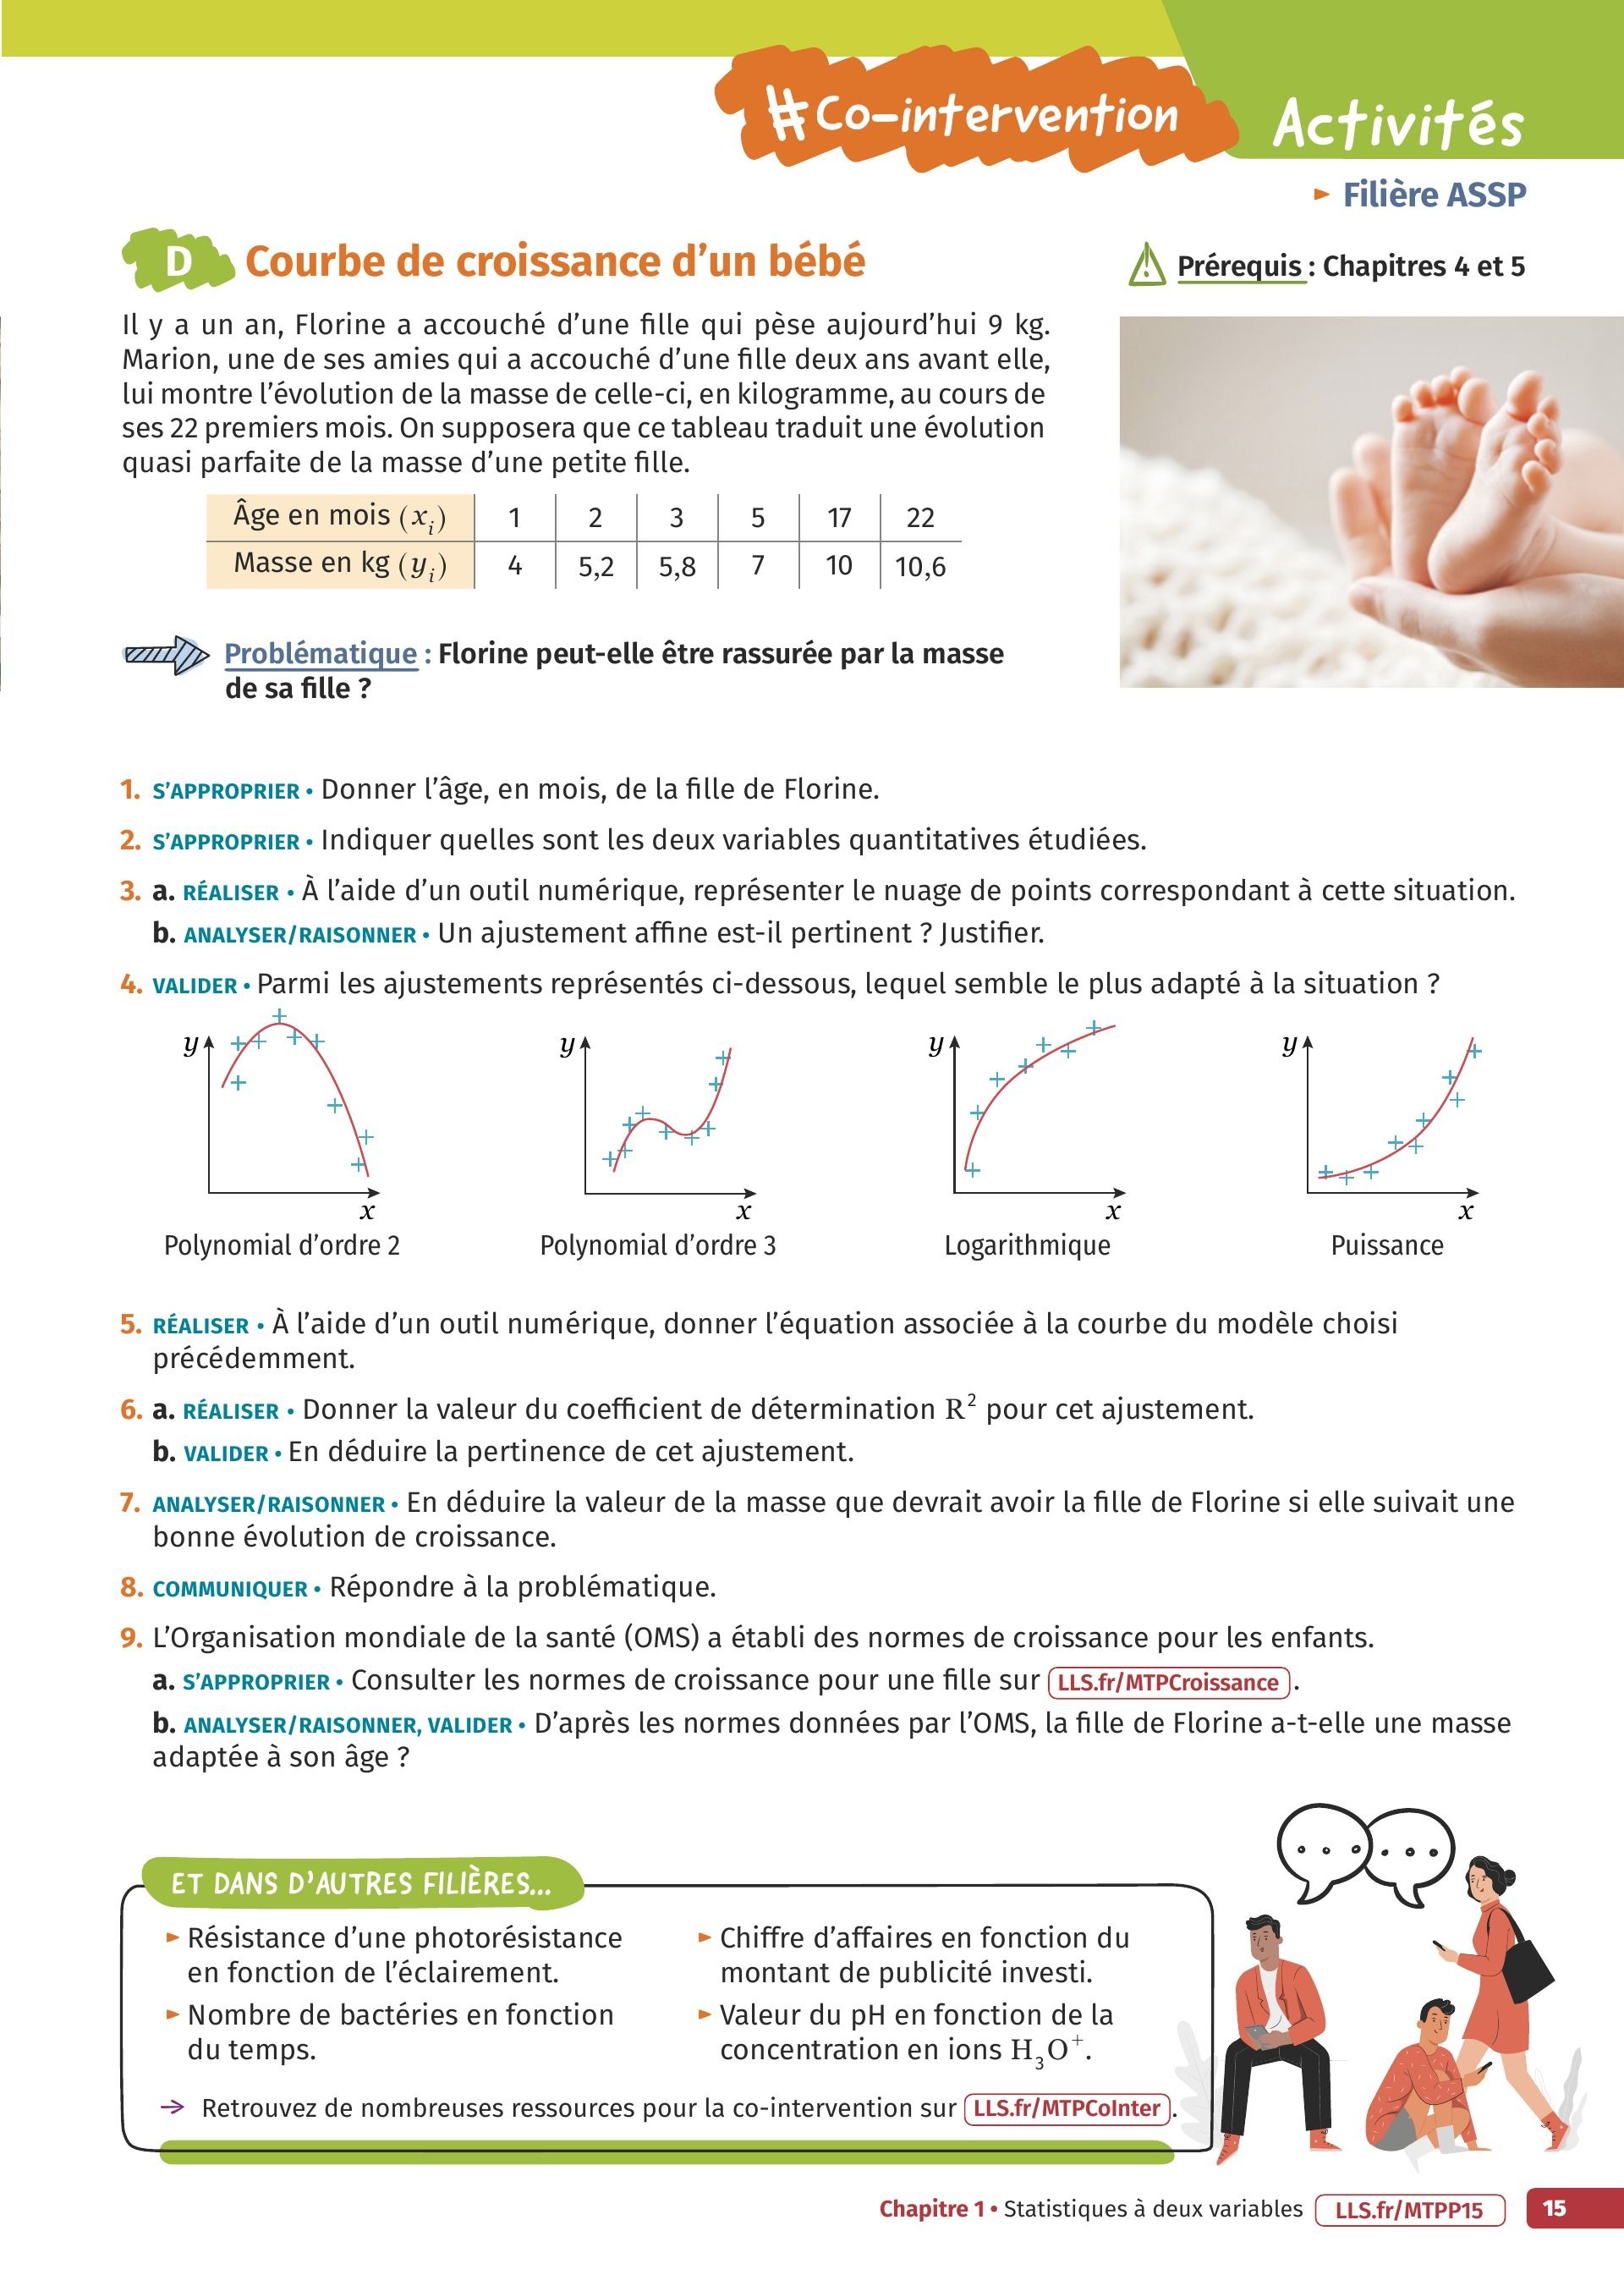 #Co-intervention
Activités
► Filière ASSP
D Courbe de croissance d’un bébé
Prérequis : Chapitres 4 et 5
Il y a un an, Florine a accouché d’une fille qui pèse aujourd’hui 9 kg.
Marion, une de ses amies qui a accouché d’une fille deux ans avant elle,
lui montre l’évolution de la masse de celle-ci, en kilogramme, au cours de
ses 22 premiers mois. On supposera que ce tableau traduit une évolution
quasi parfaite de la masse d’une petite fille.
Âge en mois (xᵢ) 1 2 3 5 17 22
Masse en kg (yᵢ) 4 5,2 5,8 7 10 10,6
Problématique : Florine peut-elle être rassurée par la masse
de sa fille ?
1. S’APPROPRIER • Donner l’âge, en mois, de la fille de Florine.
2. S’APPROPRIER • Indiquer quelles sont les deux variables quantitatives étudiées.
3. a. RÉALISER • À l’aide d’un outil numérique, représenter le nuage de points correspondant à cette situation.
b. ANALYSER/RAISONNER • Un ajustement affine est-il pertinent ? Justifier.
4. VALIDER • Parmi les ajustements représentés ci-dessous, lequel semble le plus adapté à la situation ?
y y y y
x x x x
Polynomial d’ordre 2 Polynomial d’ordre 3 Logarithmique Puissance
5. RÉALISER • À l’aide d’un outil numérique, donner l’équation associée à la courbe du modèle choisi
précédemment.
6. a. RÉALISER • Donner la valeur du coefficient de détermination R² pour cet ajustement.
b. VALIDER • En déduire la pertinence de cet ajustement.
7. ANALYSER/RAISONNER • En déduire la valeur de la masse que devrait avoir la fille de Florine si elle suivait une
bonne évolution de croissance.
8. COMMUNIQUER • Répondre à la problématique.
9. L’Organisation mondiale de la santé (OMS) a établi des normes de croissance pour les enfants.
a. S’APPROPRIER • Consulter les normes de croissance pour une fille sur LLS.fr/MTPCroissance .
b. ANALYSER/RAISONNER, VALIDER • D’après les normes données par l’OMS, la fille de Florine a-t-elle une masse
adaptée à son âge ?
ET DANS D’AUTRES FILIÈRES...
► Résistance d’une photorésistance
en fonction de l’éclairement.
► Nombre de bactéries en fonction
du temps.
► Chiffre d’affaires en fonction du
montant de publicité investi.
► Valeur du pH en fonction de la
concentration en ions H₃O⁺.
→ Retrouvez de nombreuses ressources pour la co-intervention sur LLS.fr/MTPCoInter .
Chapitre 1 • Statistiques à deux variables LLS.fr/MTPP15 15